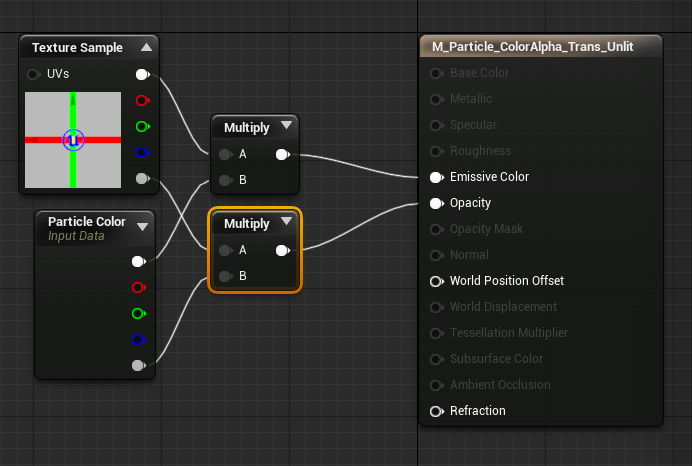 Texture Sample
UVs
Particle Color
Input Data
Multiply
A
B
Multiply
A
B
M_Particle_ColorAlpha_Trans_Unlit
Base Color
Metallic
Specular
Roughness
Emissive Color
Opacity
Opacity Mask
Normal
World Position Offset
World Displacement
Tessellation Multiplier
Subsurface Color
Ambient Occlusion
Refraction